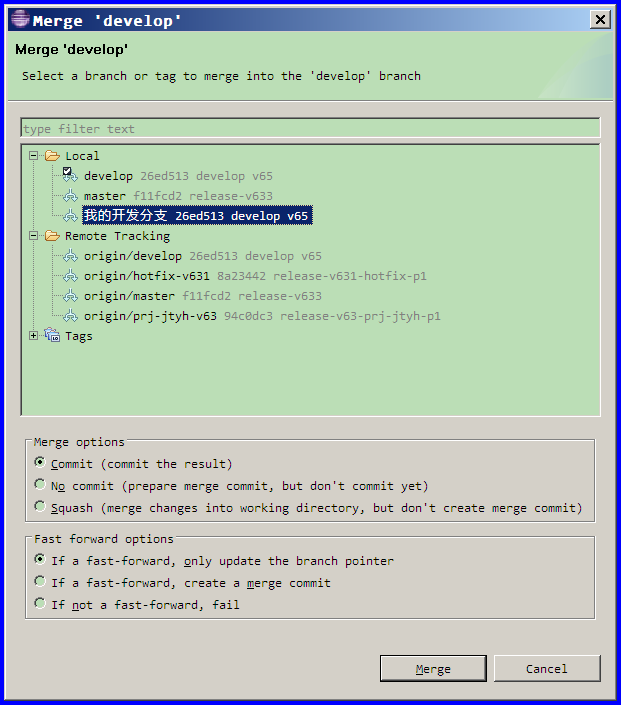 Merge 'develop'
Merge 'develop'
Select a branch or tag to merge into the 'develop' branch
type filter text
Local
develop 26ed513 develop v65
master f11fcd2 release-v633
我的开发分支 26ed513 develop v65
Remote Tracking
origin/develop 26ed513 develop v65
origin/hotfix-v631 8a23442 release-v631-hotfix-p1
origin/master f11fcd2 release-v633
origin/prj-jtyh-v63 94c0dc3 release-v63-prj-jtyh-p1
Tags
Merge options
Commit (commit the result)
No commit (prepare merge commit, but don't commit yet)
Squash (merge changes into working directory, but don't create merge commit)
Fast forward options
If a fast-forward, only update the branch pointer
If a fast-forward, create a merge commit
If not a fast-forward, fail
Merge Cancel